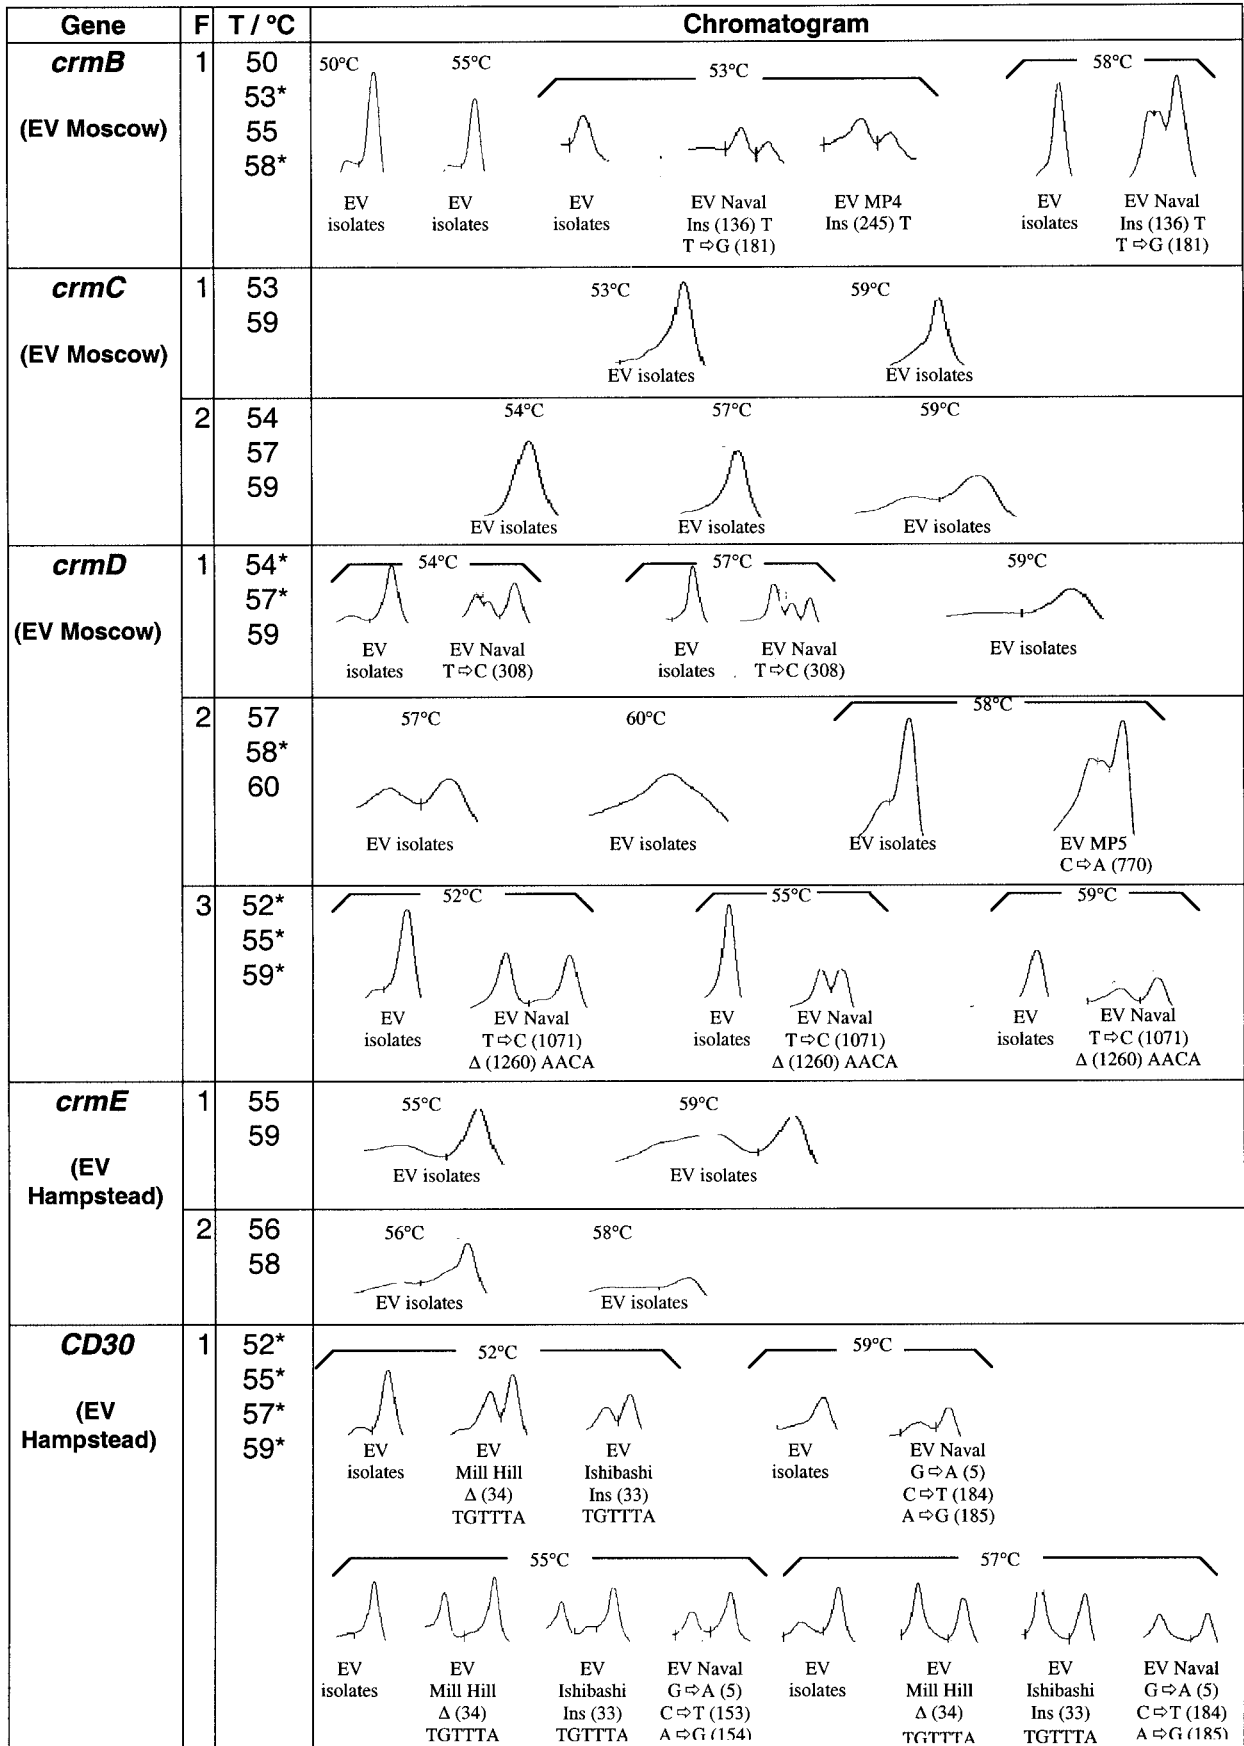 Gene F T / °C Chromatogram
crmB 1 50
(EV Moscow) 53*
55
58*
50°C 55°C 53°C 58°C
EV EV EV EV Naval EV MP4 EV EV Naval
isolates isolates isolates Ins (136) T Ins (245) T isolates Ins (136) T
T⇨G (181) T⇨G (181)
crmC 1 53
(EV Moscow) 59
53°C 59°C
EV isolates EV isolates
2 54
57
59
54°C 57°C 59°C
EV isolates EV isolates EV isolates
crmD 1 54*
(EV Moscow) 57*
59
54°C 57°C 59°C
EV EV Naval EV EV Naval EV isolates
isolates T⇨C (308) isolates T⇨C (308)
2 57
58*
60
57°C 60°C 58°C
EV isolates EV isolates EV isolates EV MP5
C⇨A (770)
3 52*
55*
59*
52°C 55°C 59°C
EV EV Naval EV EV Naval EV EV Naval
isolates T⇨C (1071) isolates T⇨C (1071) isolates T⇨C (1071)
Δ (1260) AACA Δ (1260) AACA Δ (1260) AACA
crmE 1 55
(EV 59
Hampstead)
55°C 59°C
EV isolates EV isolates
2 56
58
56°C 58°C
EV isolates EV isolates
CD30 1 52*
(EV 55*
Hampstead) 57*
59*
52°C 59°C
EV EV EV EV EV Naval
isolates Mill Hill Ishibashi isolates G⇨A (5)
Δ (34) Ins (33) C⇨T (184)
TGTTTA TGTTTA A⇨G (185)
55°C 57°C
EV EV EV EV Naval EV EV EV EV Naval
isolates Mill Hill Ishibashi G⇨A (5) isolates Mill Hill Ishibashi G⇨A (5)
Δ (34) Ins (33) C⇨T (153) Δ (34) Ins (33) C⇨T (184)
TGTTTA TGTTTA A⇨G (154) TGTTTA TGTTTA A⇨G (185)